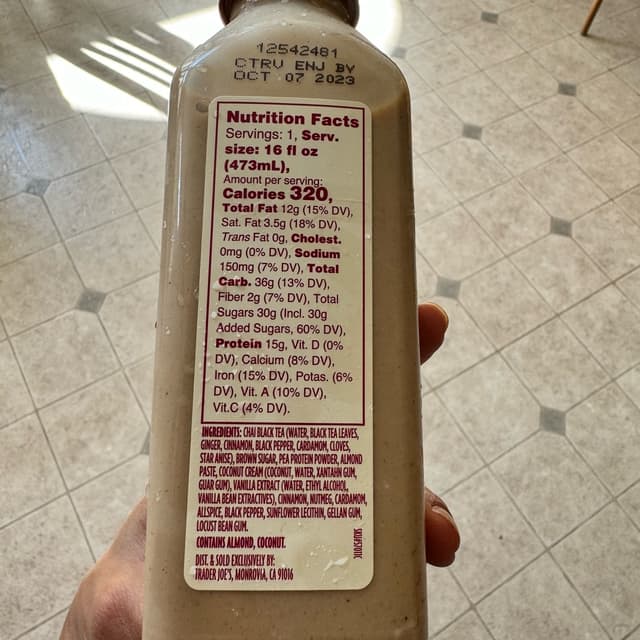 12542481
CTRV ENJ BY
OCT 07 2023
Nutrition Facts
Servings: 1, Serv.
size: 16 fl oz
(473mL),
Amount per serving:
Calories 320,
Total Fat 12g (15% DV),
Sat. Fat 3.5g (18% DV),
Trans Fat 0g, Cholest.
0mg (0% DV), Sodium
150mg (7% DV), Total
Carb. 36g (13% DV),
Fiber 2g (7% DV), Total
Sugars 30g (Incl. 30g
Added Sugars, 60% DV),
Protein 15g, Vit. D (0%
DV), Calcium (8% DV),
Iron (15% DV), Potas. (6%
DV), Vit. A (10% DV),
Vit.C (4% DV).
INGREDIENTS: CHAI BLACK TEA (WATER, BLACK TEA LEAVES,
GINGER, CINNAMON, BLACK PEPPER, CARDAMOM, CLOVES,
STAR ANISE), BROWN SUGAR, PEA PROTEIN POWDER, ALMOND
PASTE, COCONUT CREAM (COCONUT, WATER, XANTAHN GUM,
GUAR GUM), VANILLA EXTRACT (WATER, ETHYL ALCOHOL,
VANILLA BEAN EXTRACTIVES), CINNAMON, NUTMEG, CARDAMOM,
ALLSPICE, BLACK PEPPER, SUNFLOWER LECITHIN, GELLAN GUM,
LOCUST BEAN GUM.
CONTAINS ALMOND, COCONUT.
DIST. & SOLD EXCLUSIVELY BY:
TRADER JOE'S, MONROVIA, CA 91016